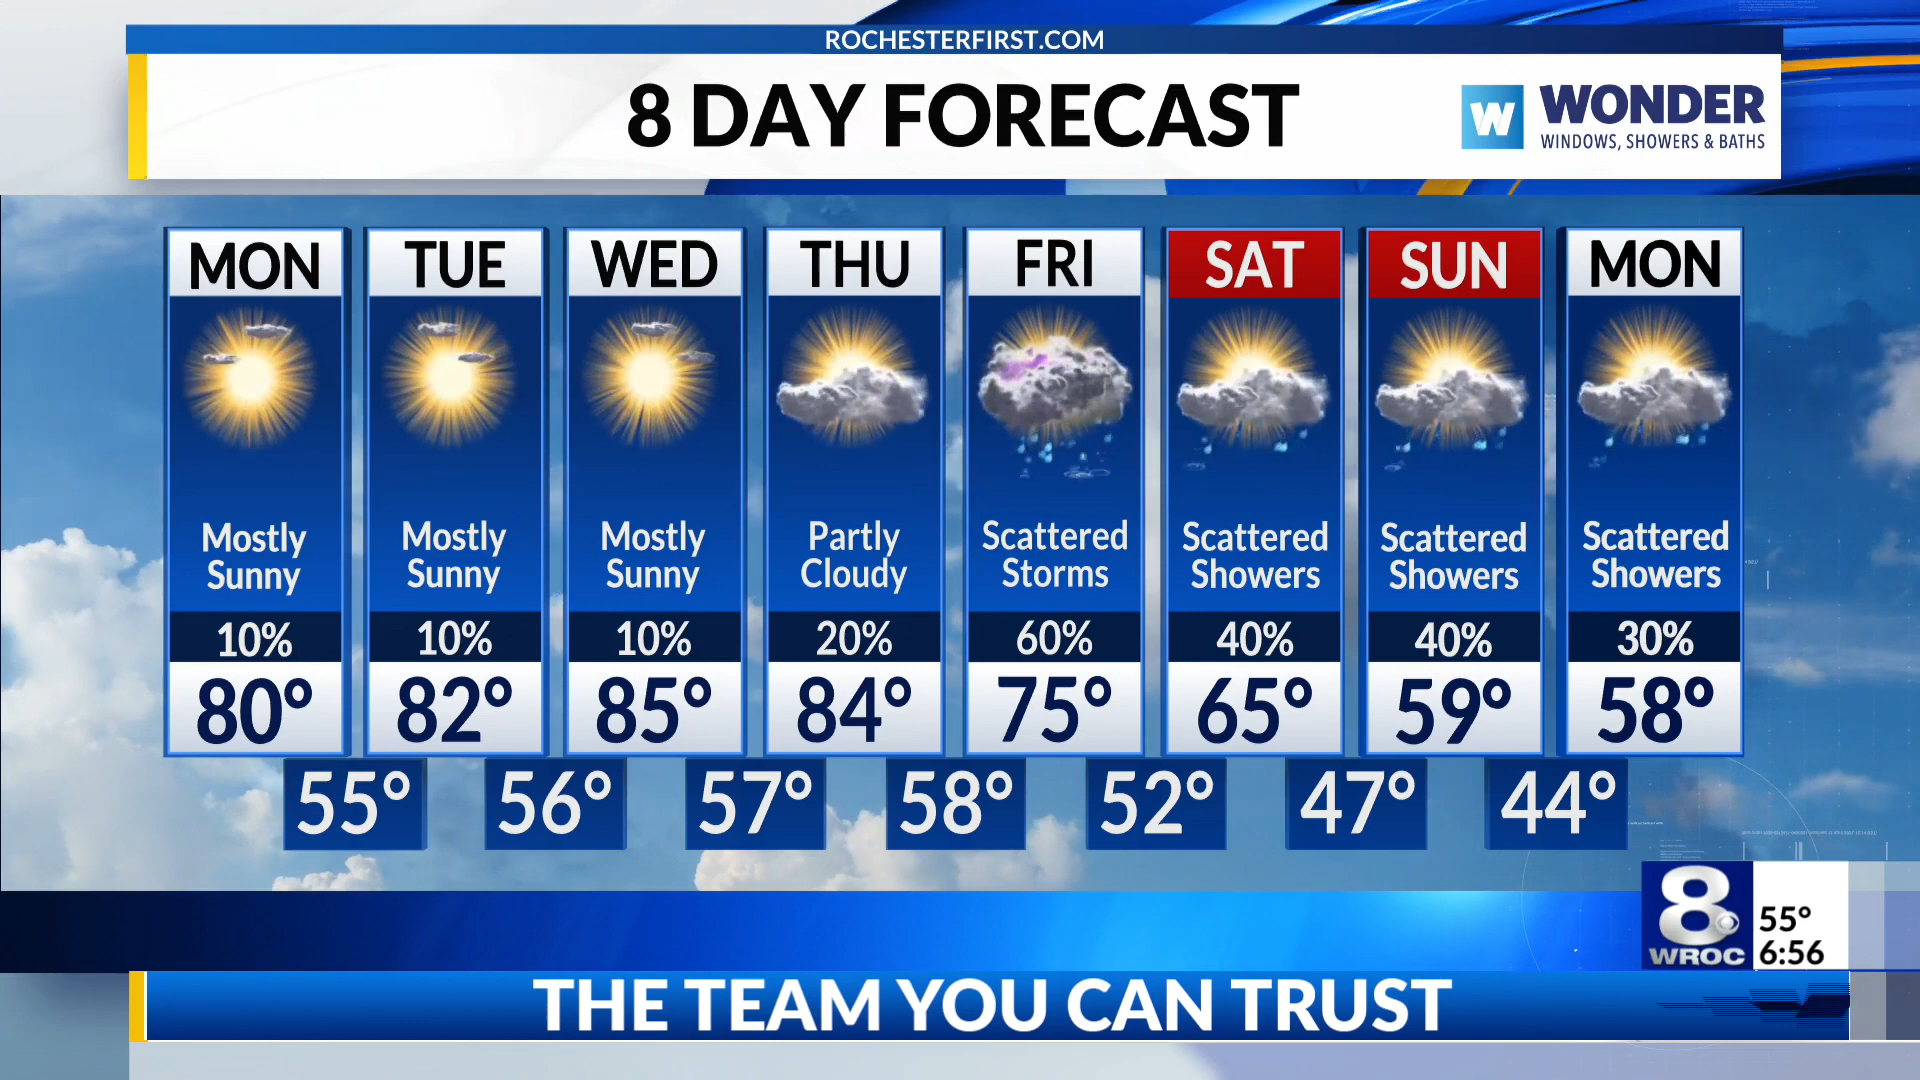 ROCHESTERFIRST.COM
8 DAY FORECAST
W WONDER
WINDOWS, SHOWERS & BATHS
MON TUE WED THU FRI SAT SUN MON
Mostly Mostly Mostly Partly Scattered Scattered Scattered Scattered
Sunny Sunny Sunny Cloudy Storms Showers Showers Showers
10% 10% 10% 20% 60% 40% 40% 30%
80° 82° 85° 84° 75° 65° 59° 58°
55° 56° 57° 58° 52° 47° 44°
8
WROC
55°
6:56
THE TEAM YOU CAN TRUST